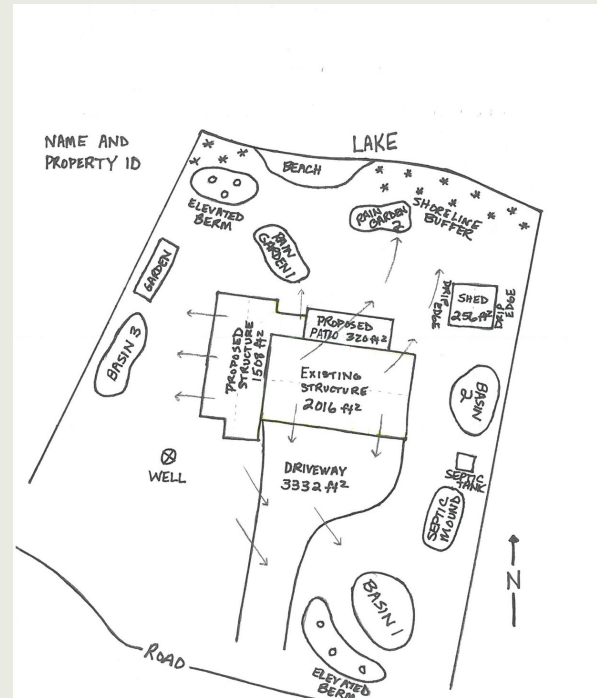 NAME AND
PROPERTY ID
LAKE
BEACH
ELEVATED
BERM
RAIN
GARDEN 1
RAIN
GARDEN
2
SHORELINE
BUFFER
GARDEN
BASIN 3
PROPOSED
STRUCTURE
1508 ft²
PROPOSED
PATIO 320 ft²
EXISTING
STRUCTURE
2016 ft²
DRIP EDGE
SHED
256 ft²
DRIP
EDGE
BASIN
2
WELL
DRIVEWAY
3332 ft²
SEPTIC
TANK
SEPTIC
MOUND
N
BASIN 1
ELEVATED
BERM
ROAD